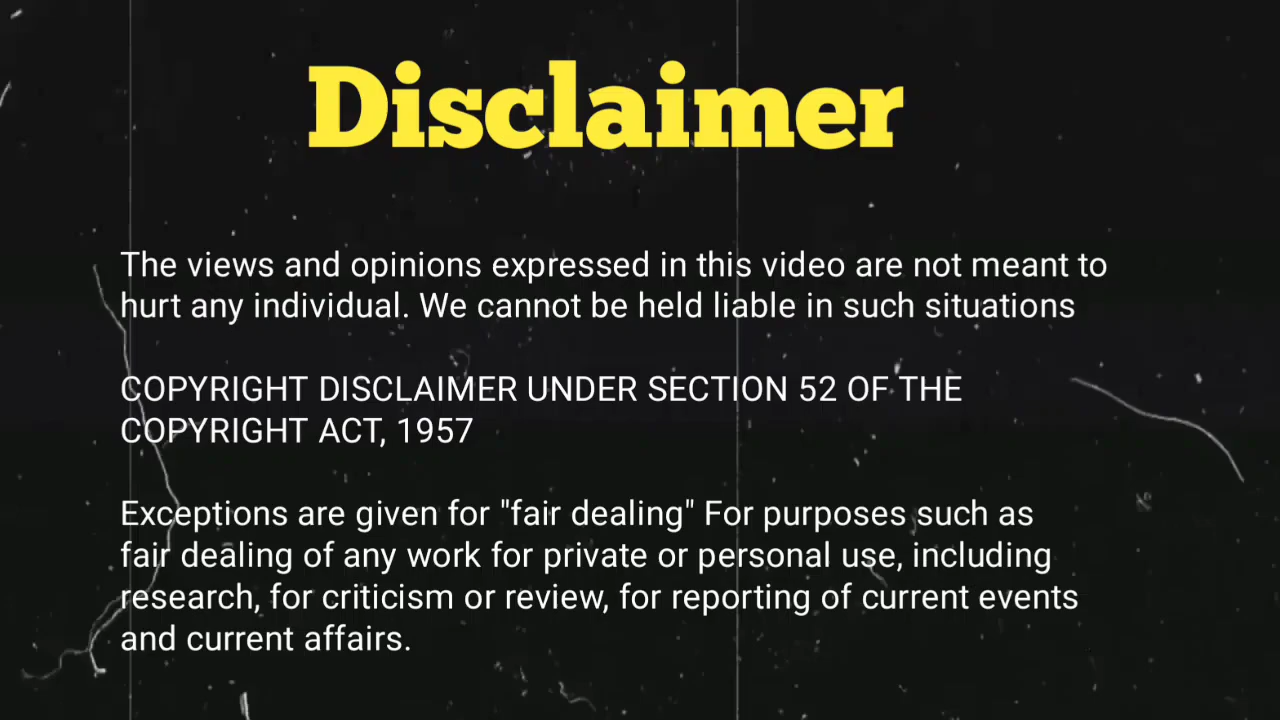 Disclaimer
The views and opinions expressed in this video are not meant to
hurt any individual. We cannot be held liable in such situations
COPYRIGHT DISCLAIMER UNDER SECTION 52 OF THE
COPYRIGHT ACT, 1957
Exceptions are given for "fair dealing" For purposes such as
fair dealing of any work for private or personal use, including
research, for criticism or review, for reporting of current events
and current affairs.